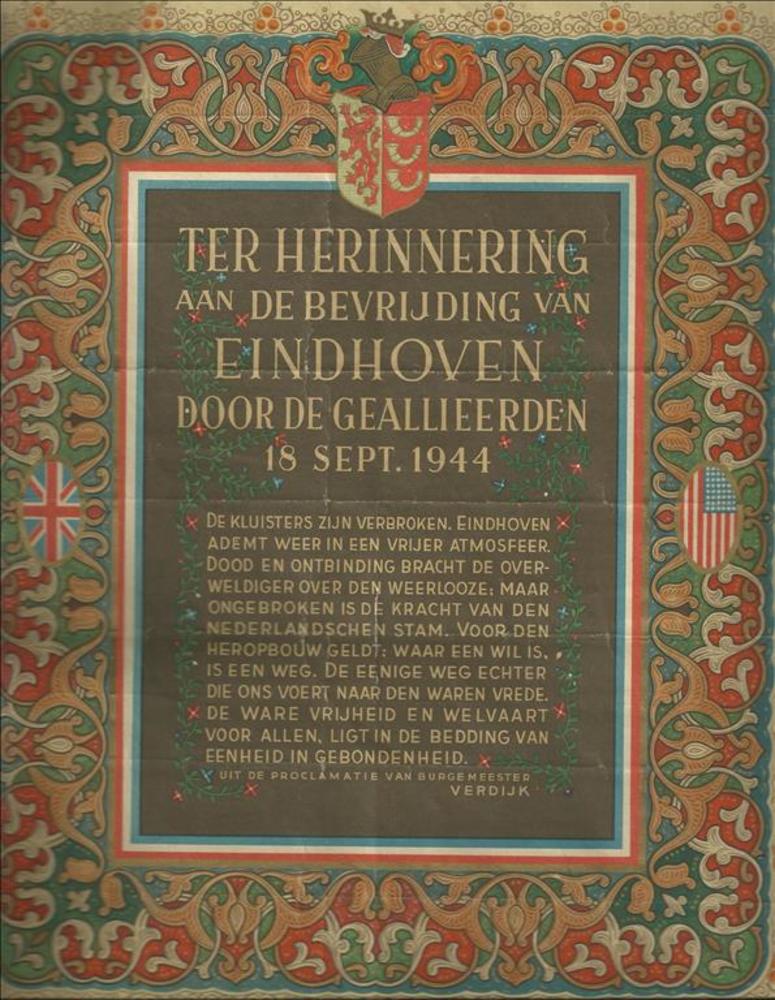 TER HERINNERING
AAN DE BEVRIJDING VAN
EINDHOVEN
DOOR DE GEALLIEERDEN
18 SEPT. 1944
DE KLUISTERS ZIJN VERBROKEN. EINDHOVEN
ADEMT WEER IN EEN VRIJER ATMOSFEER.
DOOD EN ONTBINDING BRACHT DE OVER-
WELDIGER OVER DEN WEERLOOZE; MAAR
ONGEBROKEN IS DE KRACHT VAN DEN
NEDERLANDSCHEN STAM. VOOR DEN
HEROPBOUW GELDT: WAAR EEN WIL IS,
IS EEN WEG. DE EENIGE WEG ECHTER
DIE ONS VOERT NAAR DEN WAREN VREDE.
DE WARE VRIJHEID EN WELVAART
VOOR ALLEN, LIGT IN DE BEDDING VAN
EENHEID IN GEBONDENHEID.
UIT DE PROCLAMATIE VAN BURGEMEESTER
VERDIJK